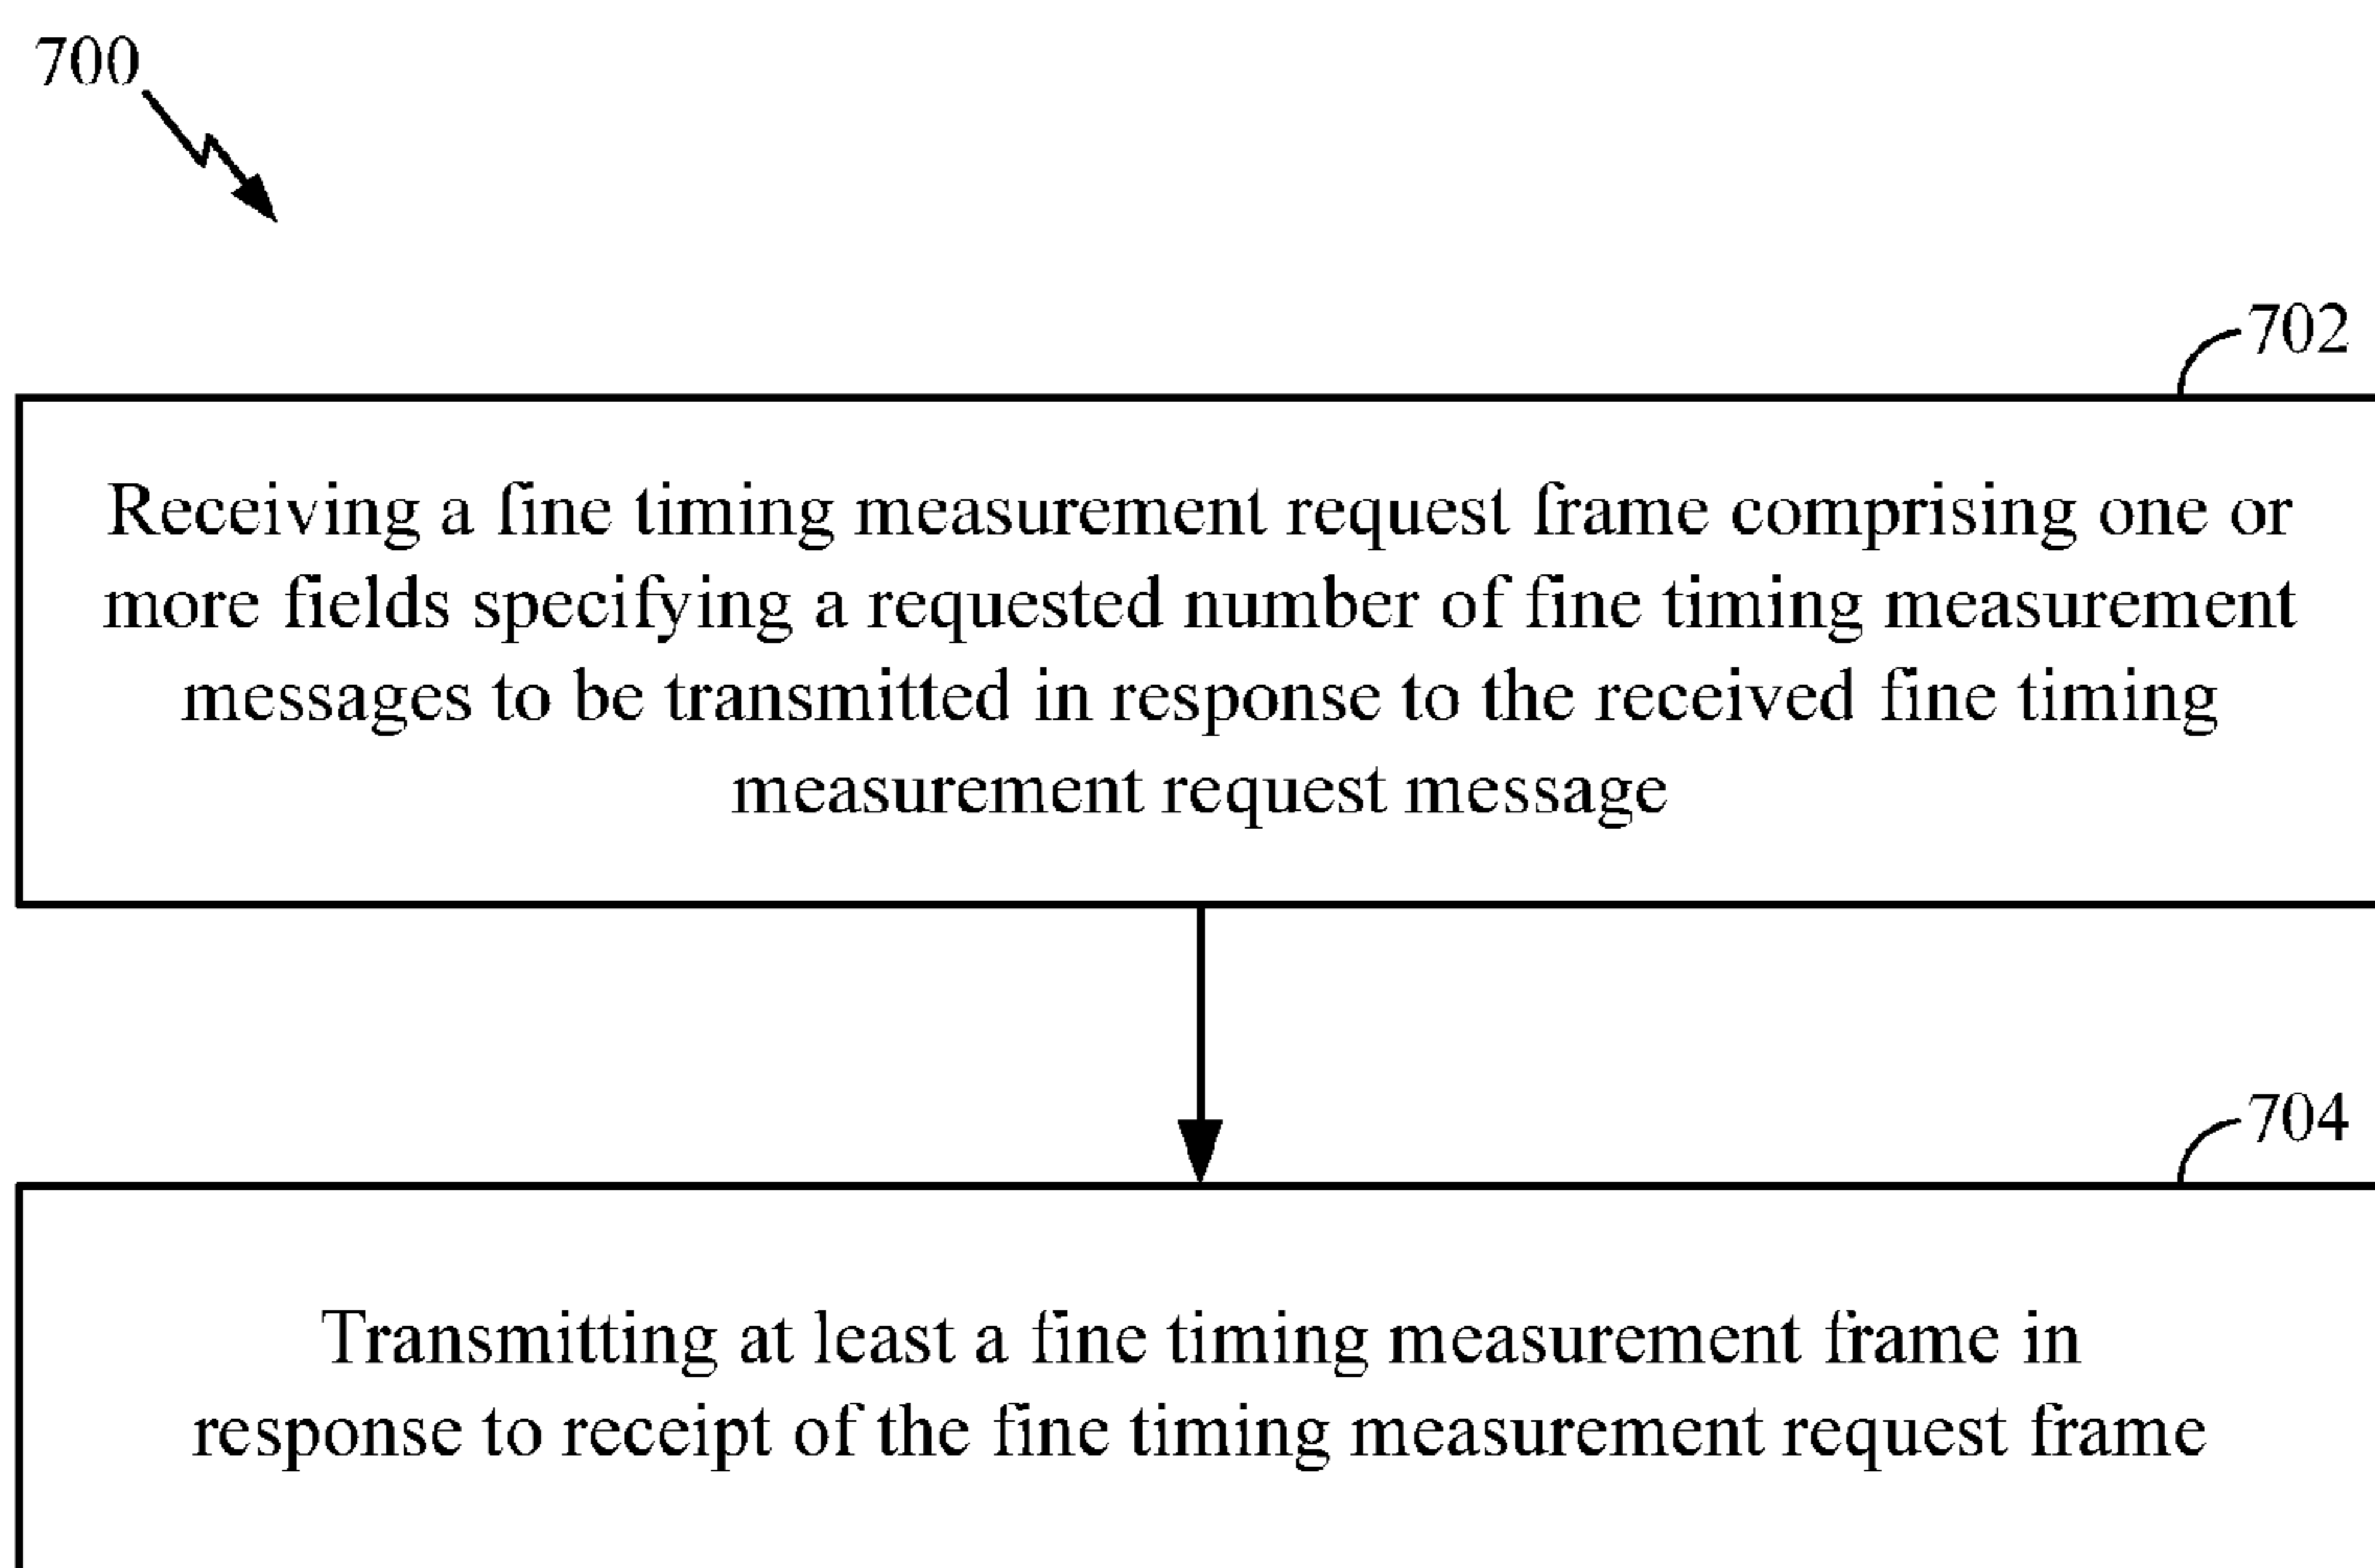 700
702
Receiving a fine timing measurement request frame comprising one or
more fields specifying a requested number of fine timing measurement
messages to be transmitted in response to the received fine timing
measurement request message
704
Transmitting at least a fine timing measurement frame in
response to receipt of the fine timing measurement request frame